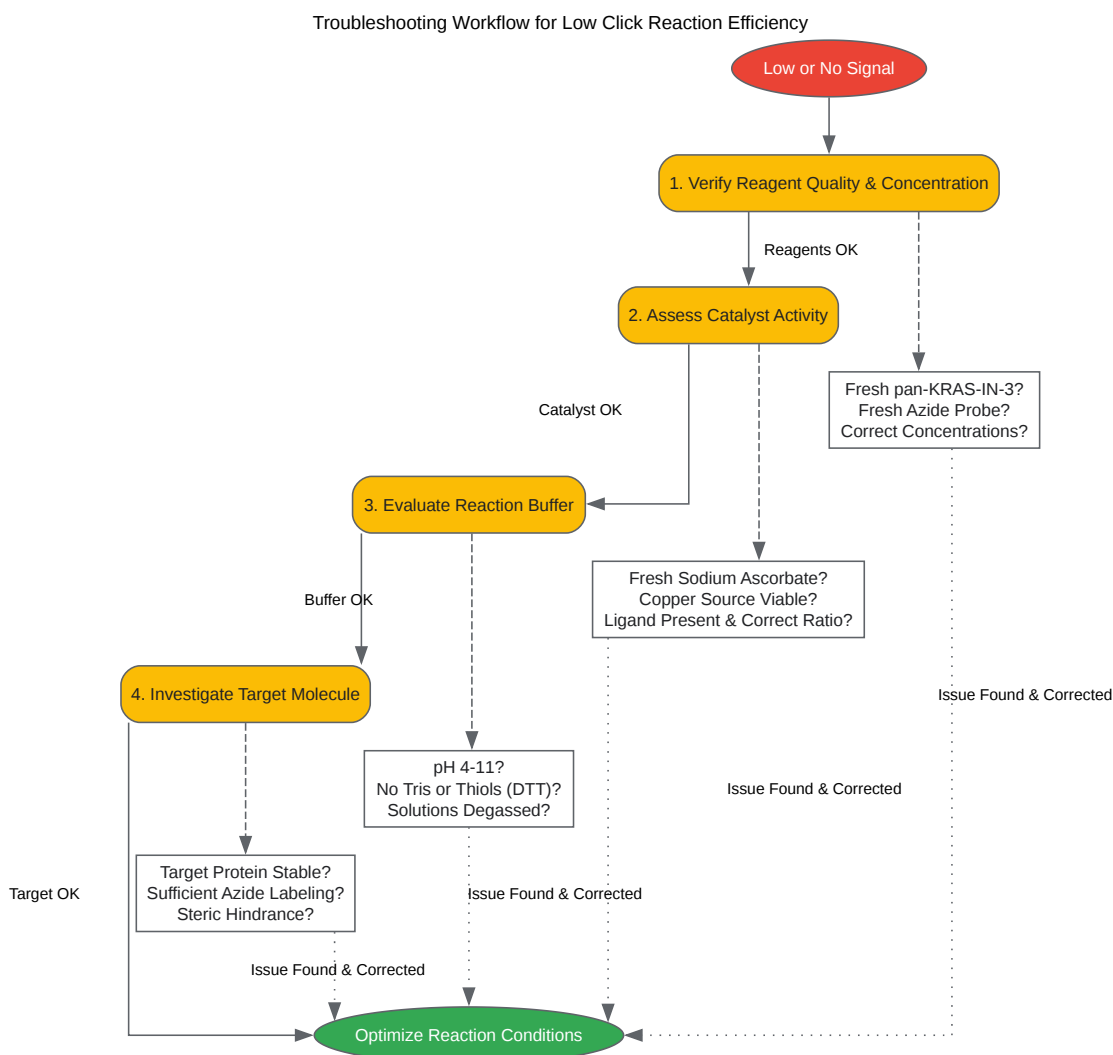 Troubleshooting Workflow for Low Click Reaction Efficiency
Low or No Signal
1. Verify Reagent Quality & Concentration
Reagents OK
2. Assess Catalyst Activity
Fresh pan-KRAS-IN-3?
Fresh Azide Probe?
Correct Concentrations?
Catalyst OK
3. Evaluate Reaction Buffer
Fresh Sodium Ascorbate?
Copper Source Viable?
Ligand Present & Correct Ratio?
Buffer OK
4. Investigate Target Molecule
Issue Found & Corrected
pH 4-11?
No Tris or Thiols (DTT)?
Solutions Degassed?
Issue Found & Corrected
Target Protein Stable?
Sufficient Azide Labeling?
Steric Hindrance?
Target OK
Issue Found & Corrected
Issue Found & Corrected
Optimize Reaction Conditions